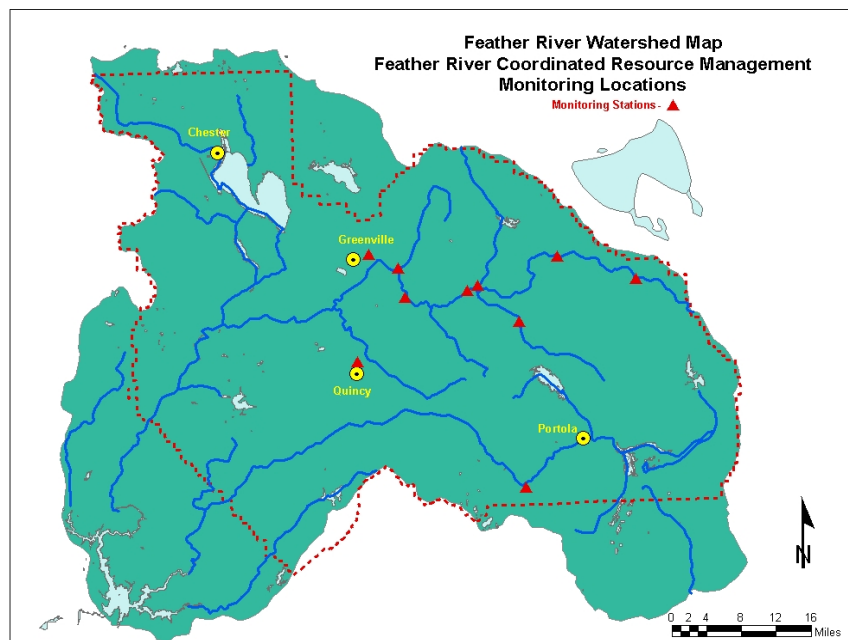 Feather River Watershed Map
Feather River Coordinated Resource Management
Monitoring Locations
Monitoring Stations -
Chester
Greenville
Quincy
Portola
N
0 2 4 8 12 16
Miles